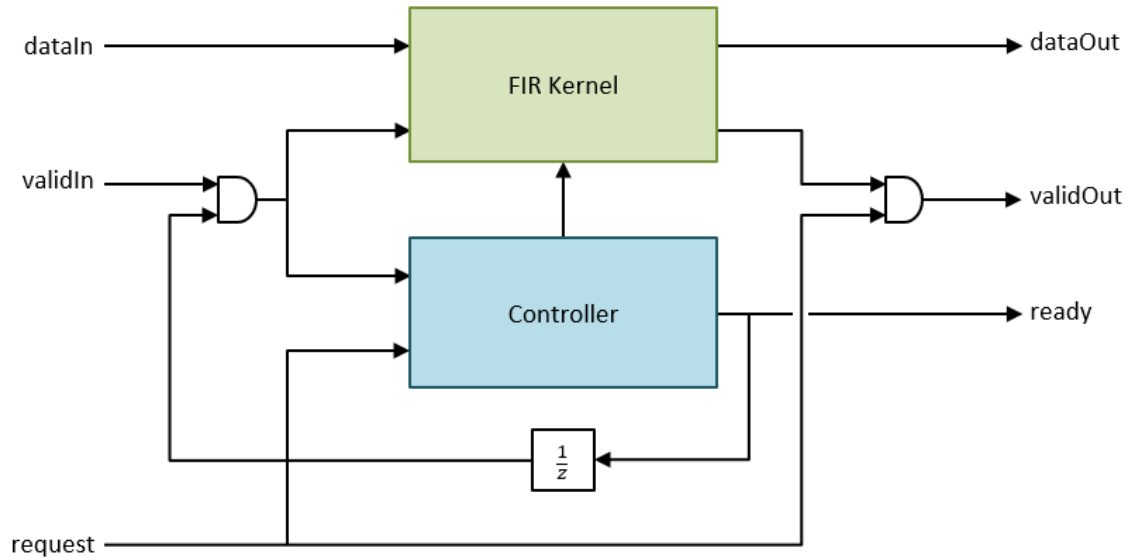 dataIn
FIR Kernel
dataOut
validIn
validOut
Controller
ready
1
z
request